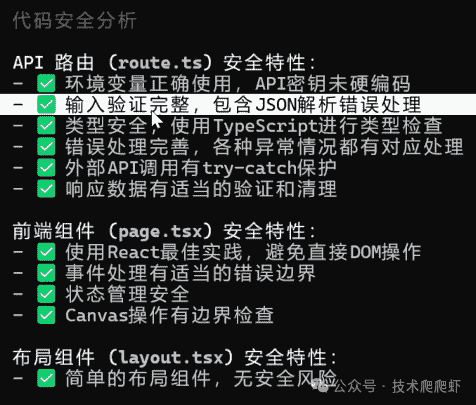 代码安全分析
API 路由 (route.ts) 安全特性:
- ✅ 环境变量正确使用，API密钥未硬编码
- ✅ 输入验证完整，包含JSON解析错误处理
- ✅ 类型安全，使用TypeScript进行类型检查
- ✅ 错误处理完善，各种异常情况都有对应处理
- ✅ 外部API调用有try-catch保护
- ✅ 响应数据有适当的验证和清理
前端组件 (page.tsx) 安全特性:
- ✅ 使用React最佳实践，避免直接DOM操作
- ✅ 事件处理有适当的错误边界
- ✅ 状态管理安全
- ✅ Canvas操作有边界检查
布局组件 (layout.tsx) 安全特性:
- ✅ 简单的布局组件，无安全风险
公众号 · 技术爬爬虾